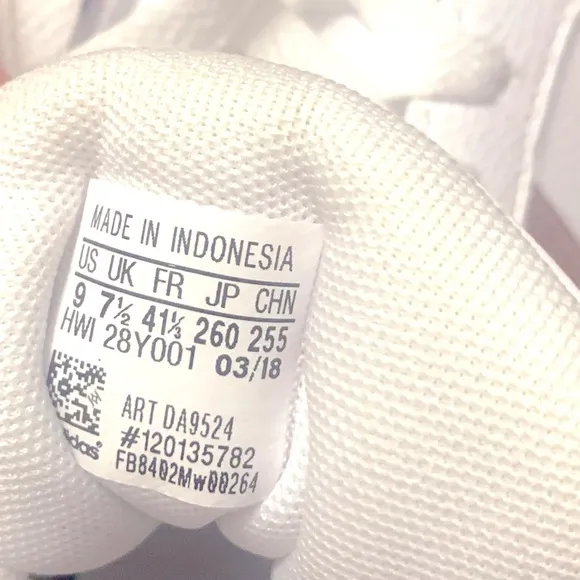 MADE IN INDONESIA
US UK FR JP CHN
9 7½ 41⅓ 260 255
HWI 28Y001 03/18
ART DA9524
#120135782
adidas
FB8402Mw00264